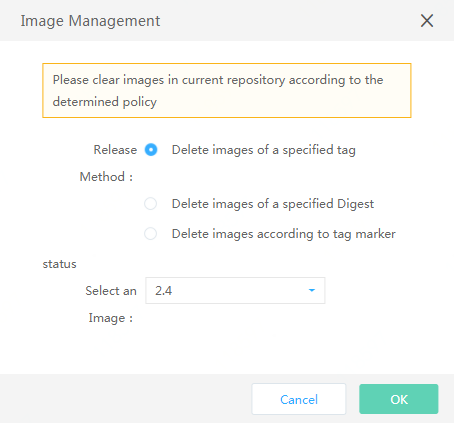 Image Management
Please clear images in current repository according to the
determined policy
Release
Delete images of a specified tag
Method :
Delete images of a specified Digest
Delete images according to tag marker
status
Select an
2.4
Image :
Cancel
OK